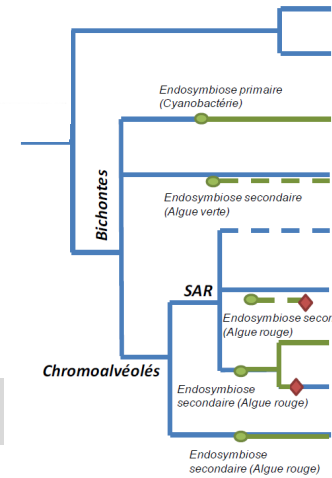 Endosymbiose primaire
(Cyanobactérie)
Bichontes
Endosymbiose secondaire
(Algue verte)
SAR
Endosymbiose secon
(Algue rouge)
Chromoalvéolés
Endosymbiose
secondaire (Algue rouge)
Endosymbiose
secondaire (Algue rouge)